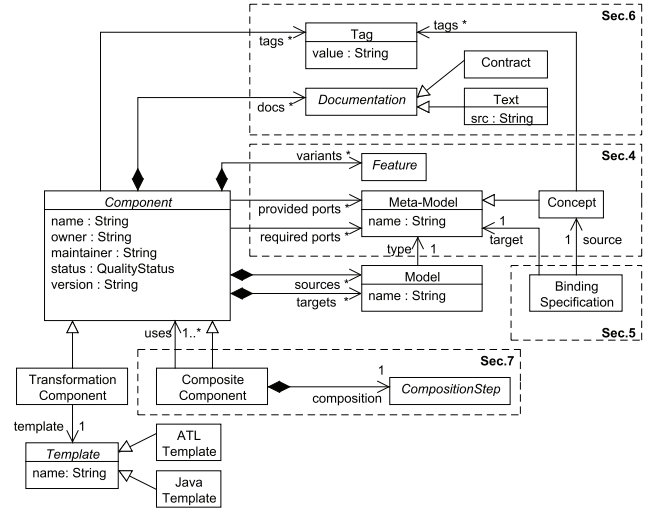 Sec.6
tags *
Tag
value : String
tags *
Contract
docs *
Documentation
Text
src : String
variants *
Feature
Sec.4
Component
name : String
owner : String
maintainer : String
status : QualityStatus
version : String
provided ports *
required ports *
Meta-Model
name : String
Concept
1
target
1
source
type
1
sources *
targets *
Model
name : String
Binding
Specification
Sec.5
uses
1..*
Sec.7
Transformation
Component
Composite
Component
1
composition
CompositionStep
template
1
Template
name: String
ATL
Template
Java
Template